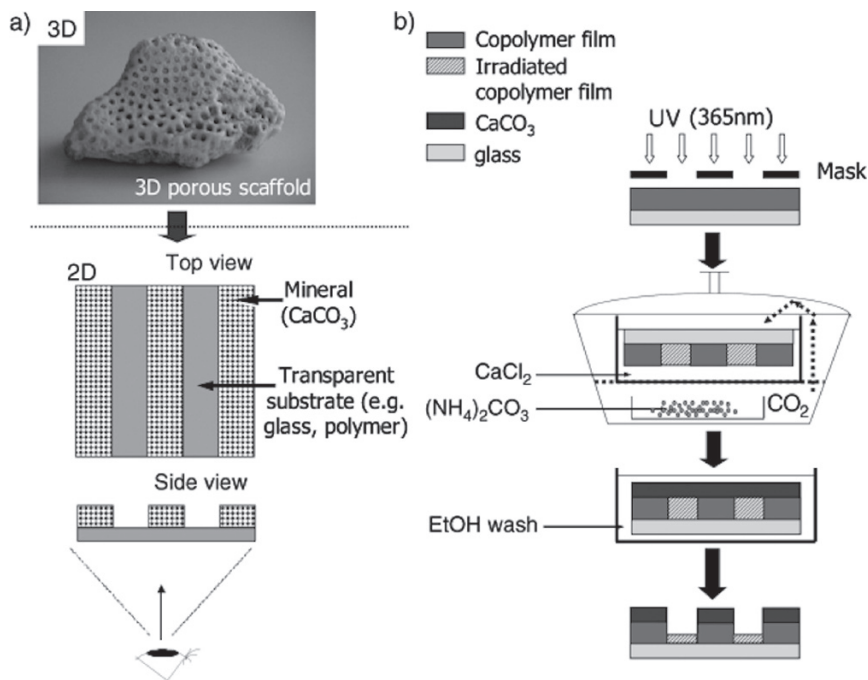 a)
3D
3D porous scaffold
Top view
2D
Mineral
(CaCO₃)
Transparent
substrate (e.g.
glass, polymer)
Side view
b)
Copolymer film
Irradiated
copolymer film
CaCO₃
glass
UV (365nm)
Mask
CaCl₂
(NH₄)₂CO₃
CO₂
EtOH wash